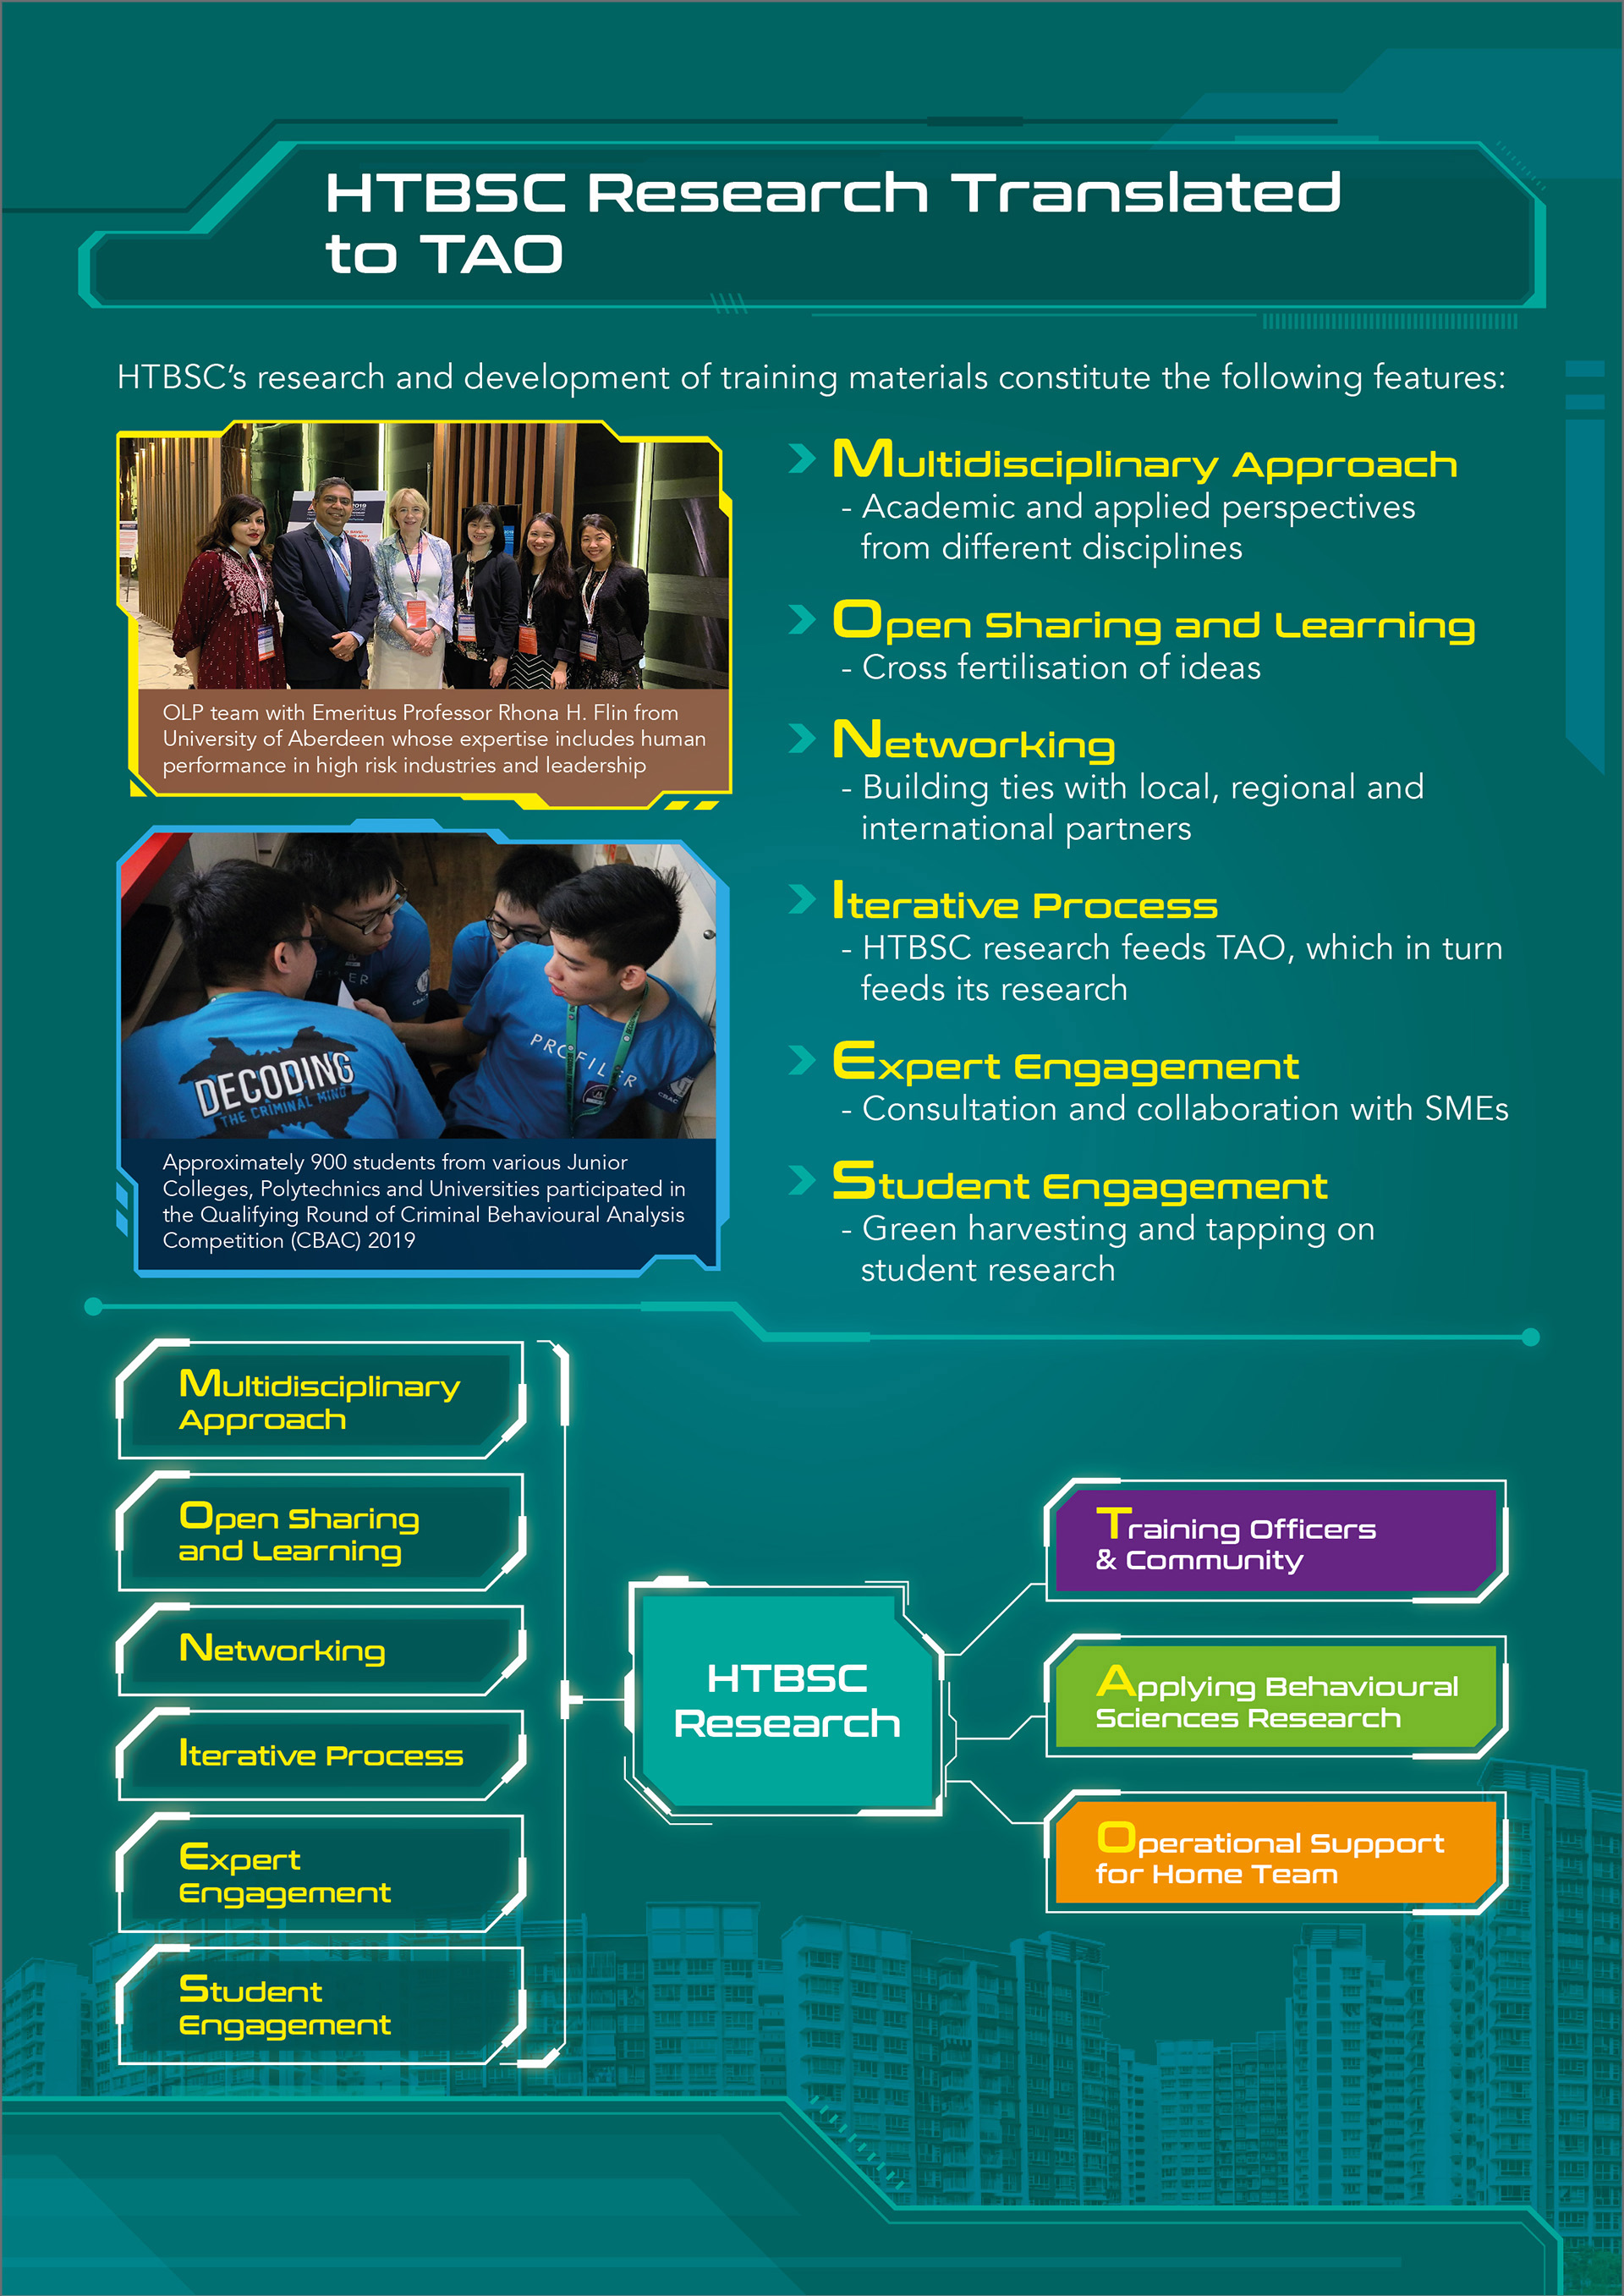 HTBSC Research Translated
to TAO
HTBSC's research and development of training materials constitute the following features:
OLP team with Emeritus Professor Rhona H. Flin from
University of Aberdeen whose expertise includes human
performance in high risk industries and leadership
DECODING
THE CRIMINAL MIND
PROFILER
CBAC
Approximately 900 students from various Junior
Colleges, Polytechnics and Universities participated in
the Qualifying Round of Criminal Behavioural Analysis
Competition (CBAC) 2019
Multidisciplinary Approach
- Academic and applied perspectives
from different disciplines
Open Sharing and Learning
- Cross fertilisation of ideas
Networking
- Building ties with local, regional and
international partners
Iterative Process
- HTBSC research feeds TAO, which in turn
feeds its research
Expert Engagement
- Consultation and collaboration with SMEs
Student Engagement
- Green harvesting and tapping on
student research
Multidisciplinary
Approach
Open Sharing
and Learning
Networking
Iterative Process
Expert
Engagement
Student
Engagement
HTBSC
Research
Training Officers
& Community
Applying Behavioural
Sciences Research
Operational Support
for Home Team